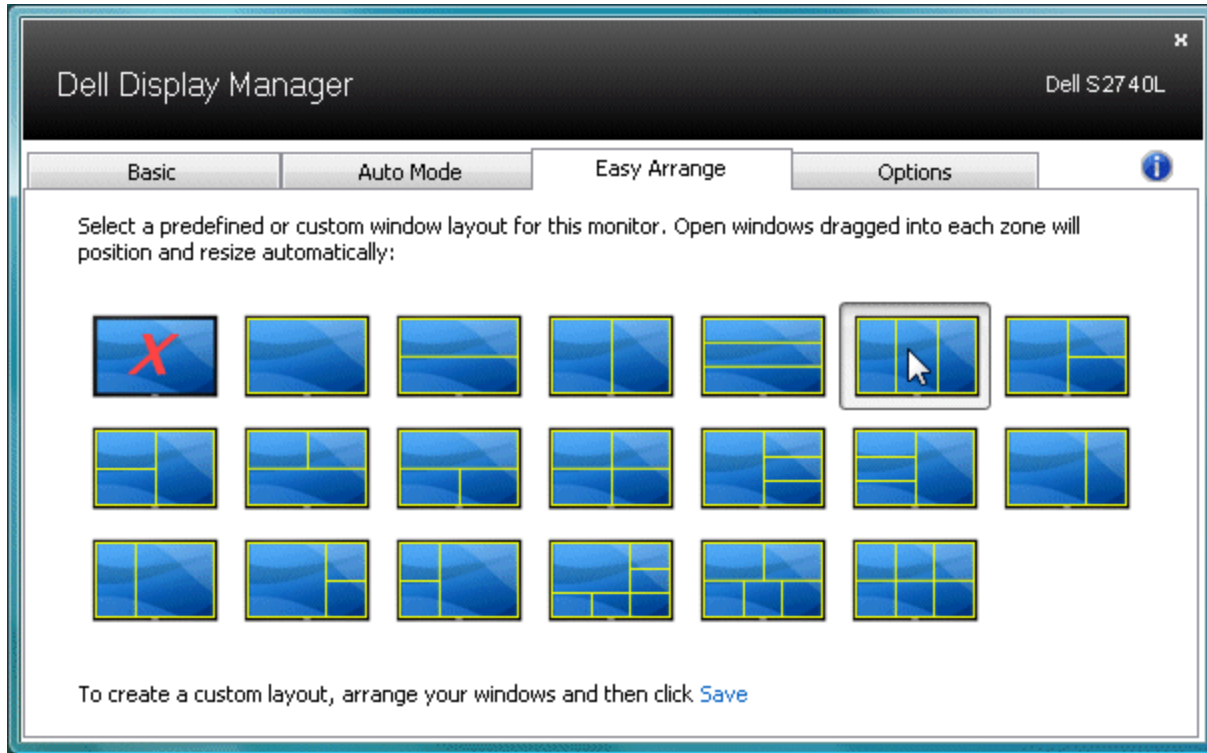 x
Dell Display Manager
Dell S2740L
Basic
Auto Mode
Easy Arrange
Options
i
Select a predefined or custom window layout for this monitor. Open windows dragged into each zone will
position and resize automatically:
X
To create a custom layout, arrange your windows and then click Save